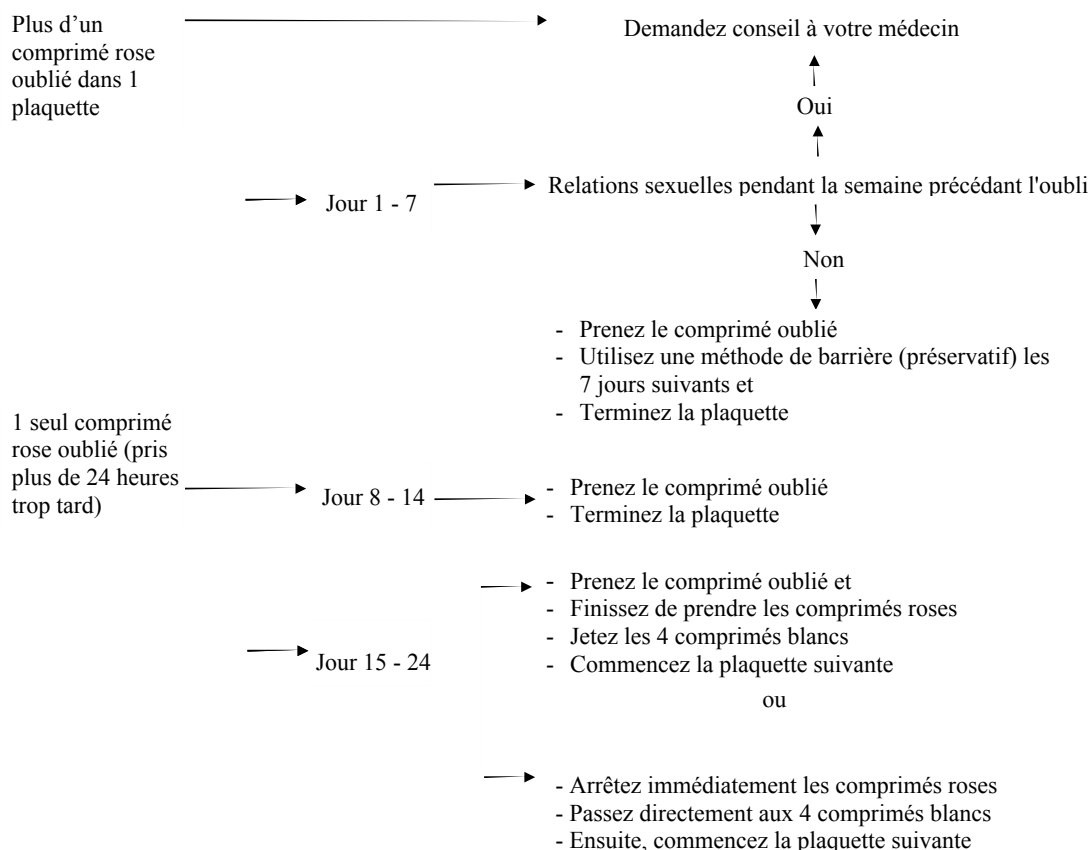 Plus d’un
comprimé rose
oublié dans 1
plaquette
Demandez conseil à votre médecin
Oui
Jour 1 - 7
Relations sexuelles pendant la semaine précédant l'oubli
Non
- Prenez le comprimé oublié
- Utilisez une méthode de barrière (préservatif) les
7 jours suivants et
- Terminez la plaquette
1 seul comprimé
rose oublié (pris
plus de 24 heures
trop tard)
Jour 8 - 14
- Prenez le comprimé oublié
- Terminez la plaquette
Jour 15 - 24
- Prenez le comprimé oublié et
- Finissez de prendre les comprimés roses
- Jetez les 4 comprimés blancs
- Commencez la plaquette suivante
ou
- Arrêtez immédiatement les comprimés roses
- Passez directement aux 4 comprimés blancs
- Ensuite, commencez la plaquette suivante